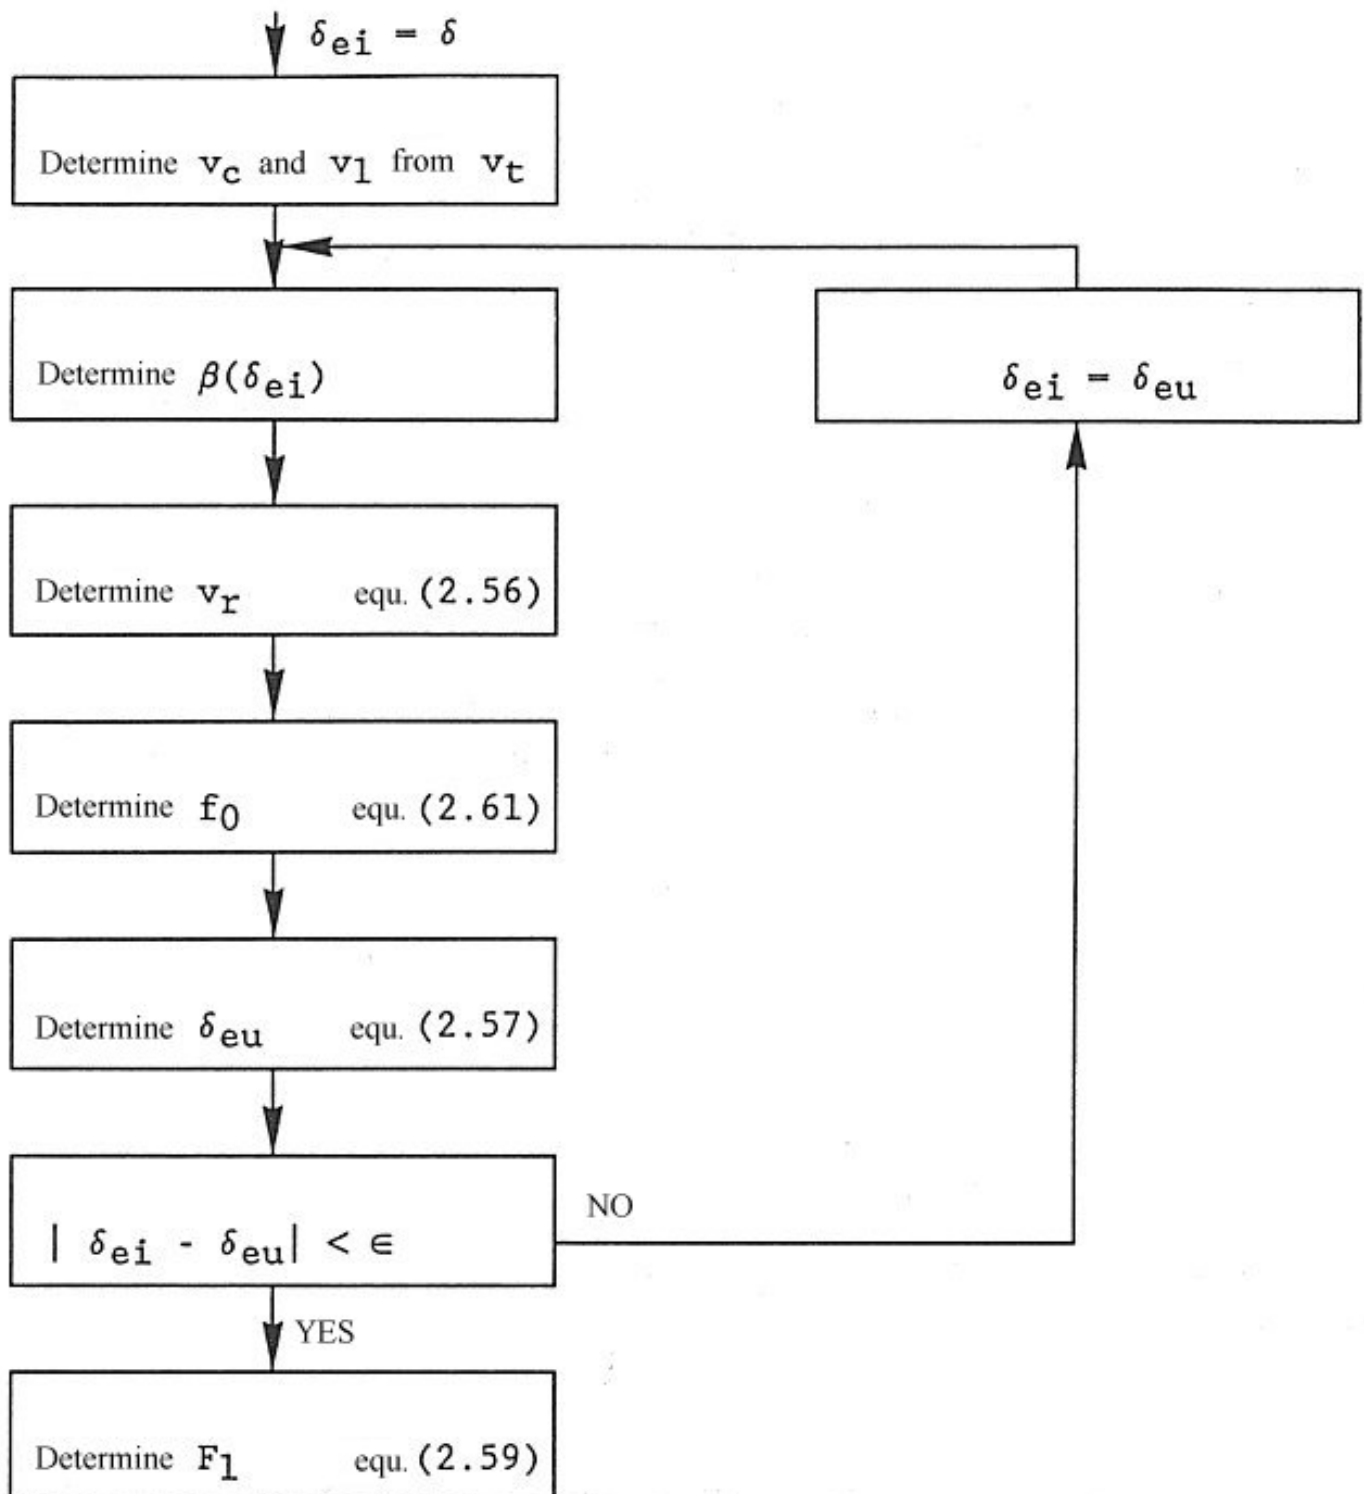 δei = δ
Determine vc and vl from vt
Determine β(δei)
δei = δeu
Determine vr equ. (2.56)
Determine f0 equ. (2.61)
Determine δeu equ. (2.57)
| δei - δeu| < ∈
NO
YES
Determine Fl equ. (2.59)